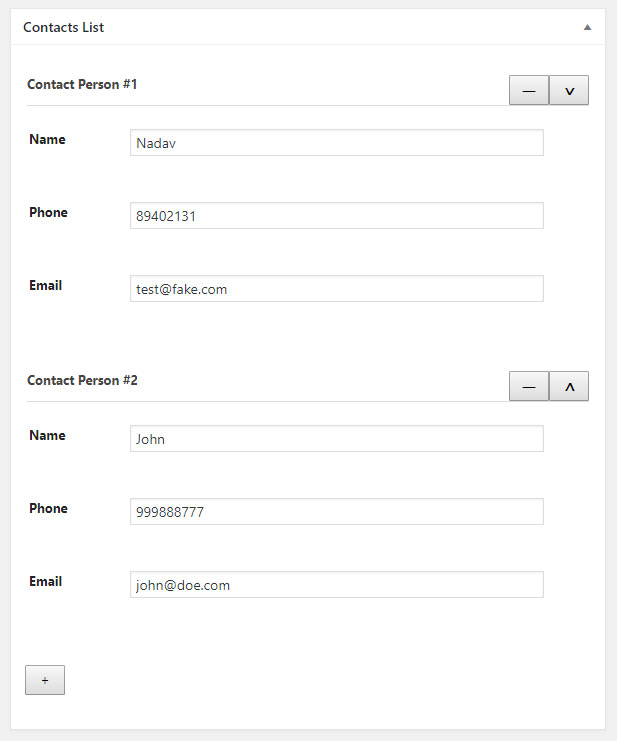 Contacts List
Contact Person #1
Name Nadav
Phone 89402131
Email test@fake.com
Contact Person #2
Name John
Phone 999888777
Email john@doe.com
+